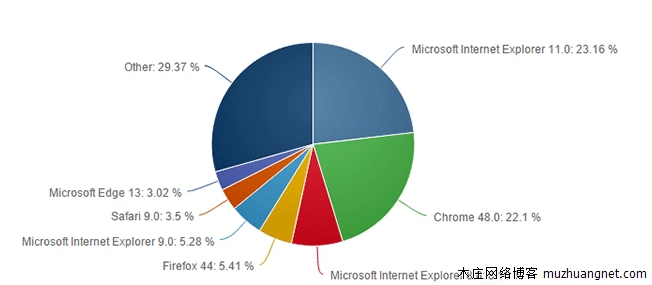 Other: 29.37 %
Microsoft Internet Explorer 11.0: 23.16 %
Microsoft Edge 13: 3.02 %
Safari 9.0: 3.5 %
Chrome 48.0: 22.1 %
Microsoft Internet Explorer 9.0: 5.28 %
Firefox 44: 5.41 %
Microsoft Internet Explorer
木庄网络博客 muzhuangnet.com